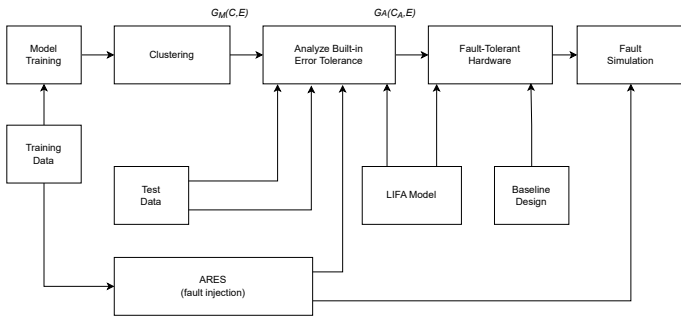 G_M(C,E)
G_A(C_A,E)
Model
Training
Clustering
Analyze Built-in
Error Tolerance
Fault-Tolerant
Hardware
Fault
Simulation
Training
Data
Test
Data
LIFA Model
Baseline
Design
ARES
(fault injection)